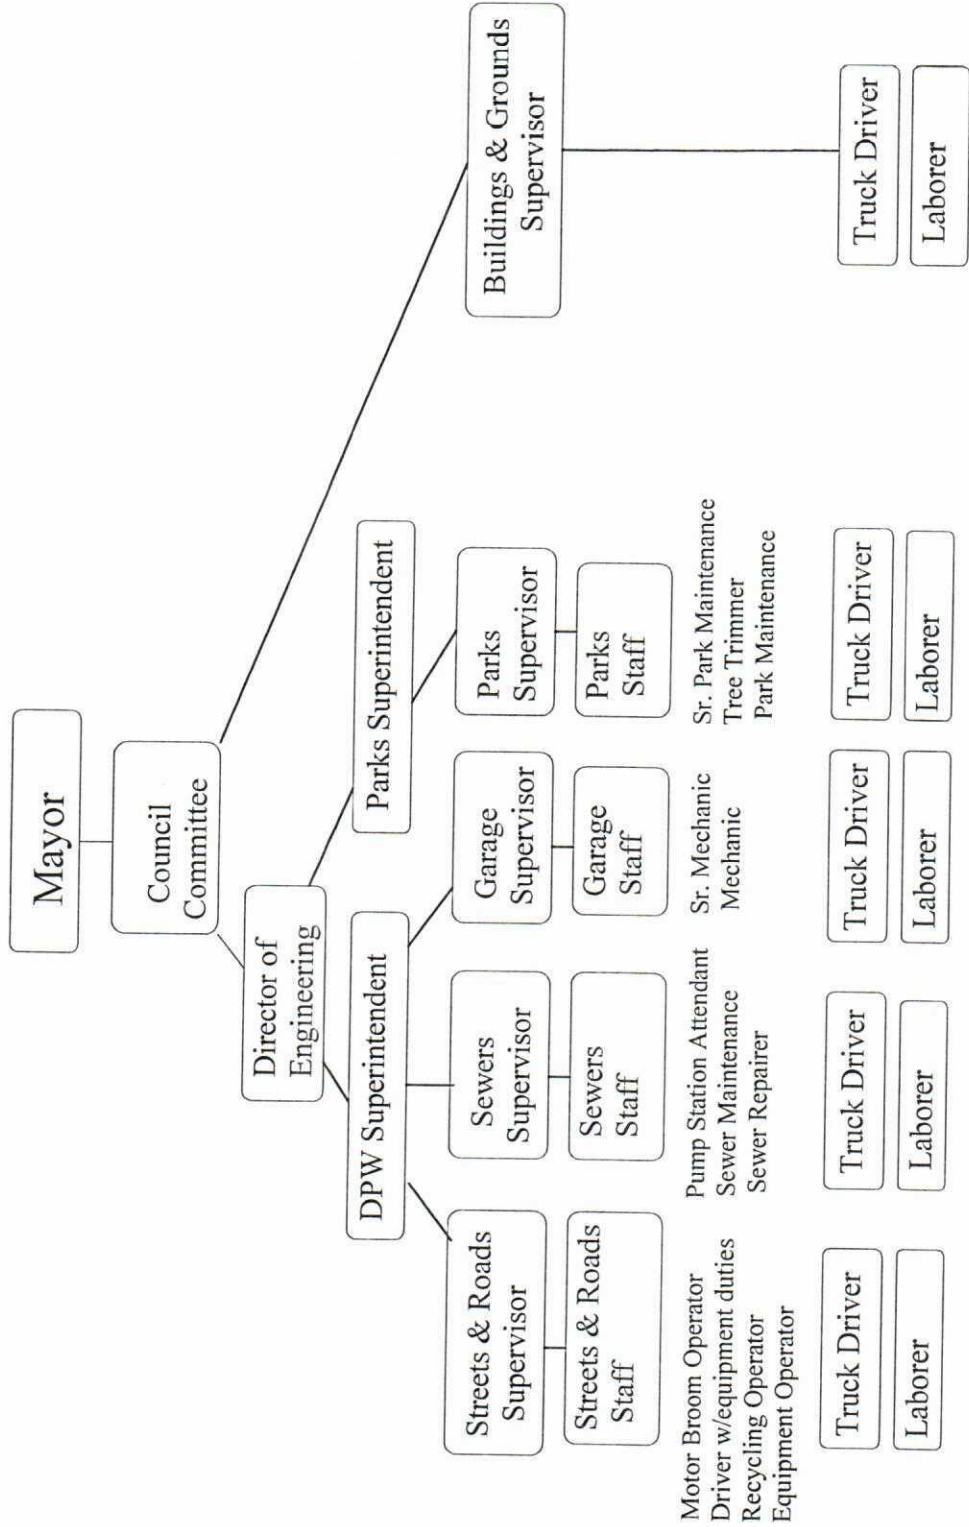 Mayor
Council
Committee
Director of
Engineering
DPW Superintendent
Parks Superintendent
Streets & Roads
Supervisor
Sewers
Supervisor
Garage
Supervisor
Parks
Supervisor
Buildings & Grounds
Supervisor
Streets & Roads
Staff
Sewers
Staff
Garage
Staff
Parks
Staff
Motor Broom Operator
Driver w/equipment duties
Recycling Operator
Equipment Operator
Pump Station Attendant
Sewer Maintenance
Sewer Repairer
Sr. Mechanic
Mechanic
Sr. Park Maintenance
Tree Trimmer
Park Maintenance
Truck Driver
Truck Driver
Truck Driver
Truck Driver
Truck Driver
Laborer
Laborer
Laborer
Laborer
Laborer